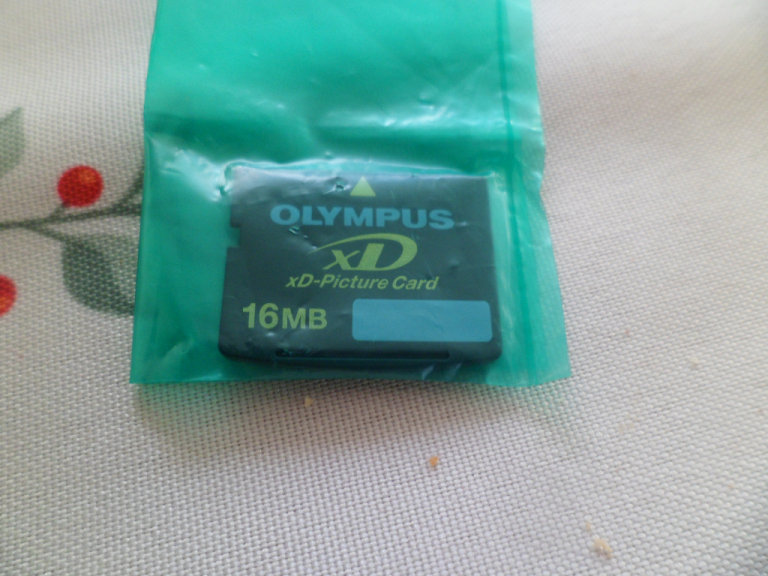 OLYMPUS
xD
xD-Picture Card
16MB